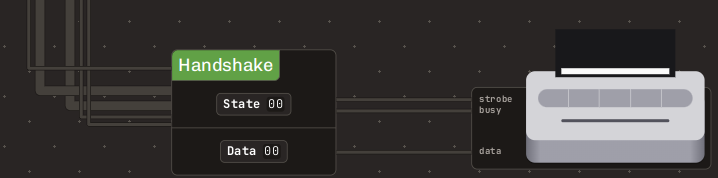 Handshake
State 00
strobe
busy
Data 00
data